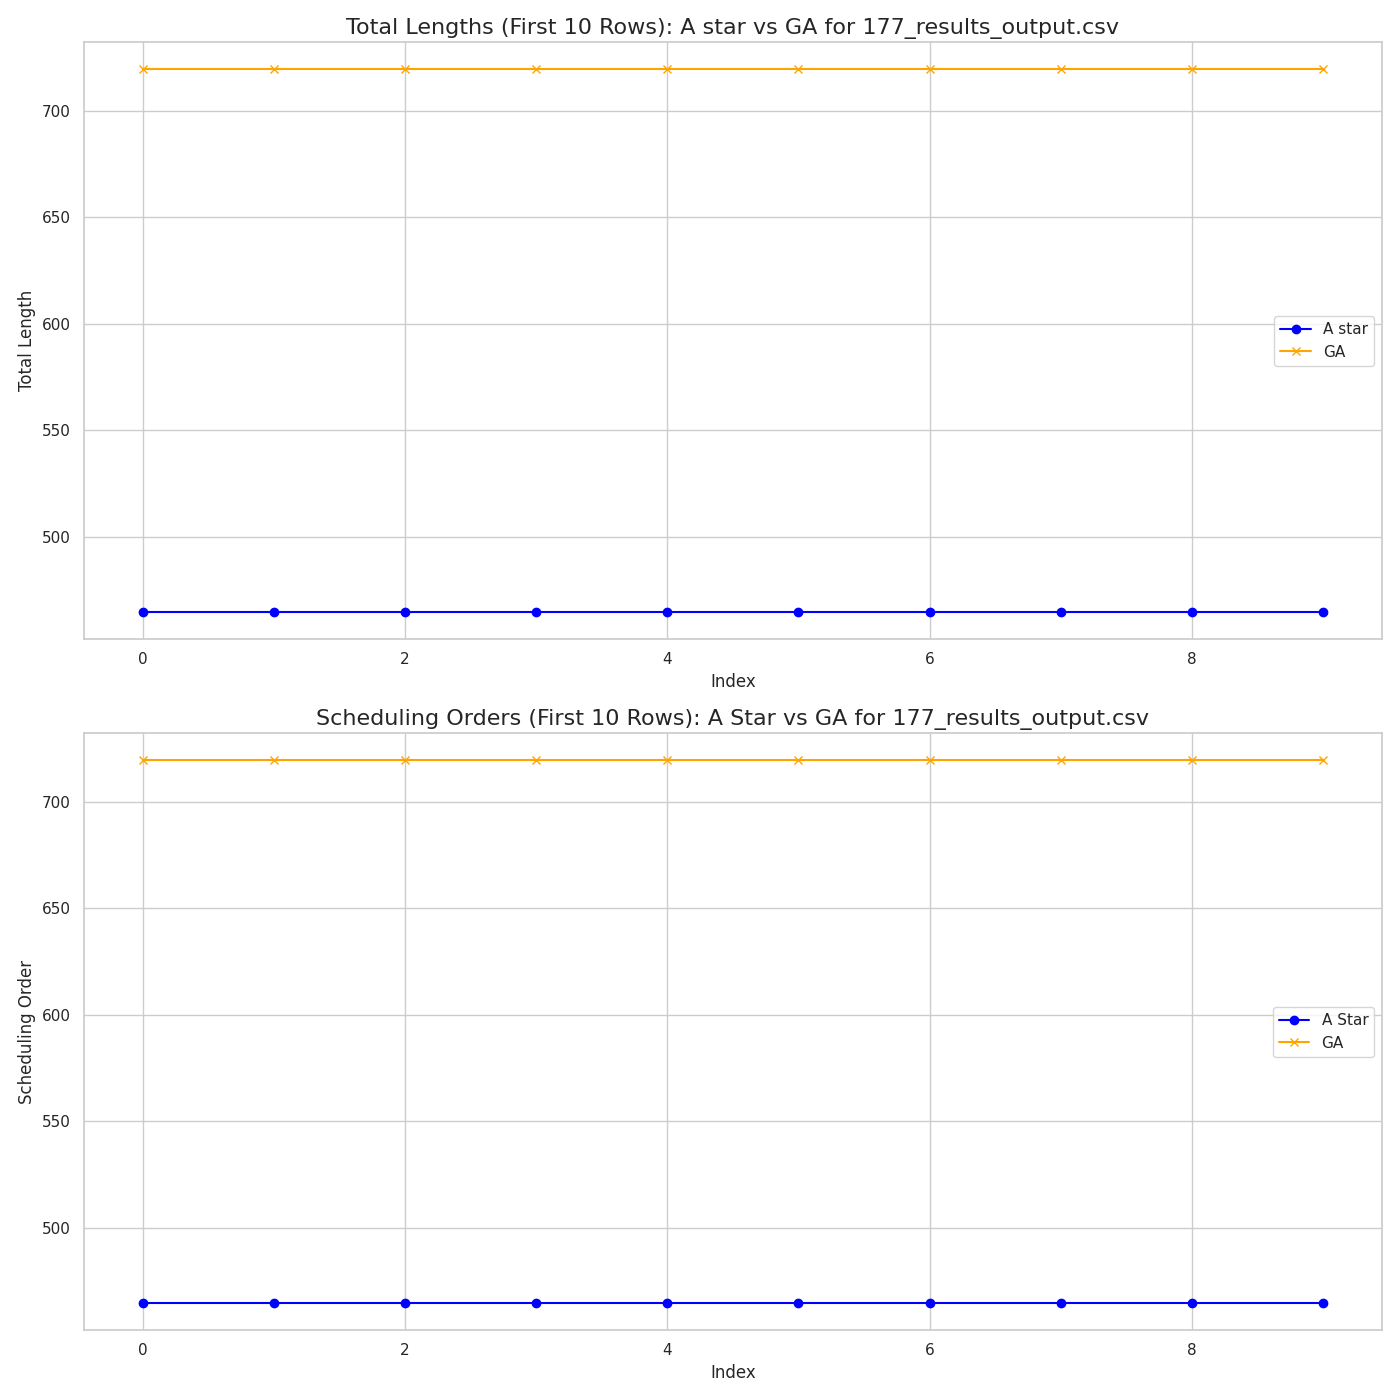 Total Lengths (First 10 Rows): A star vs GA for 177_results_output.csv
700
650
600
550
500
Total Length
A star
GA
0 2 4 6 8
Index
Scheduling Orders (First 10 Rows): A Star vs GA for 177_results_output.csv
700
650
600
550
500
Scheduling Order
A Star
GA
0 2 4 6 8
Index